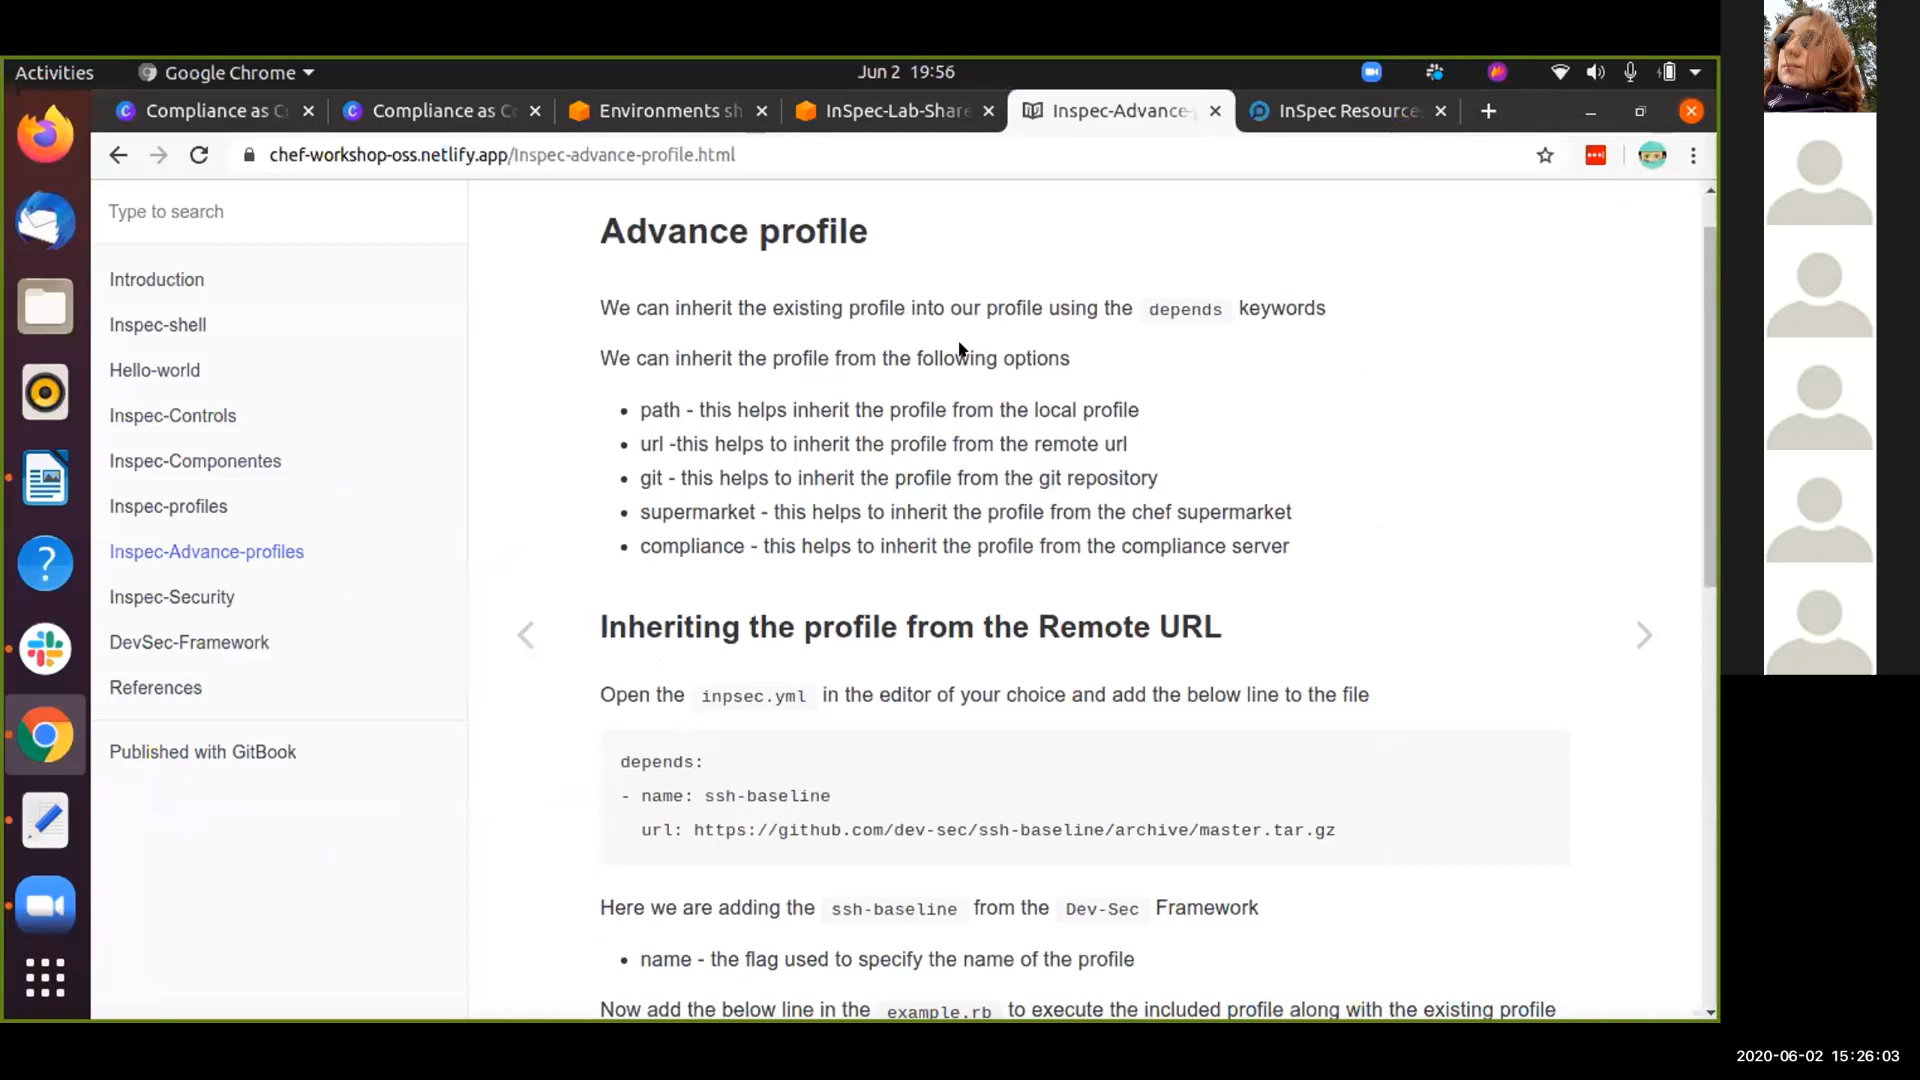 Activities
Google Chrome
Jun 2 19:56
Compliance as C
Compliance as Co
Environments sh
InSpec-Lab-Share
Inspec-Advance-
InSpec Resource
chef-workshop-oss.netlify.app/Inspec-advance-profile.html
Type to search
Introduction
Inspec-shell
Hello-world
Inspec-Controls
Inspec-Componentes
Inspec-profiles
Inspec-Advance-profiles
Inspec-Security
DevSec-Framework
References
Published with GitBook
Advance profile
We can inherit the existing profile into our profile using the depends keywords
We can inherit the profile from the following options
• path - this helps inherit the profile from the local profile
• url -this helps to inherit the profile from the remote url
• git - this helps to inherit the profile from the git repository
• supermarket - this helps to inherit the profile from the chef supermarket
• compliance - this helps to inherit the profile from the compliance server
Inheriting the profile from the Remote URL
Open the inpsec.yml in the editor of your choice and add the below line to the file
depends:
- name: ssh-baseline
url: https://github.com/dev-sec/ssh-baseline/archive/master.tar.gz
Here we are adding the ssh-baseline from the Dev-Sec Framework
• name - the flag used to specify the name of the profile
Now add the below line in the example.rb to execute the included profile along with the existing profile
2020-06-02 15:26:03